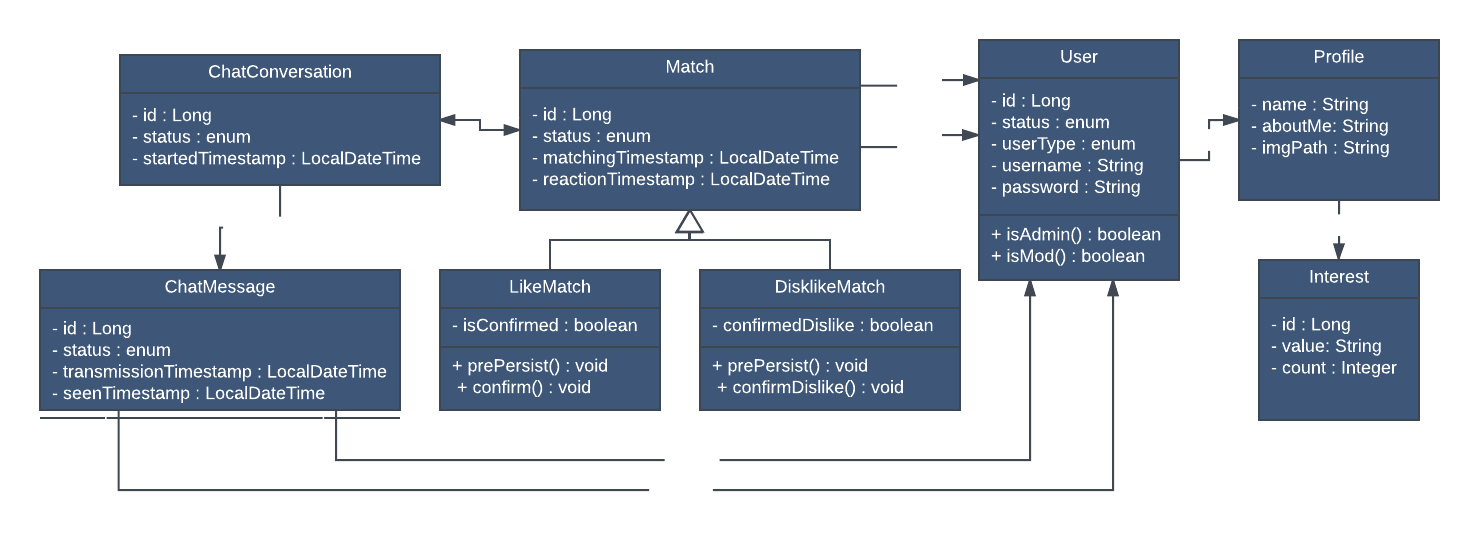 ChatConversation
- id : Long
- status : enum
- startedTimestamp : LocalDateTime
Match
- id : Long
- status : enum
- matchingTimestamp : LocalDateTime
- reactionTimestamp : LocalDateTime
User
- id : Long
- status : enum
- userType : enum
- username : String
- password : String
+ isAdmin() : boolean
+ isMod() : boolean
Profile
- name : String
- aboutMe: String
- imgPath : String
ChatMessage
- id : Long
- status : enum
- transmissionTimestamp : LocalDateTime
- seenTimestamp : LocalDateTime
LikeMatch
- isConfirmed : boolean
+ prePersist() : void
+ confirm() : void
DisklikeMatch
- confirmedDislike : boolean
+ prePersist() : void
+ confirmDislike() : void
Interest
- id : Long
- value: String
- count : Integer